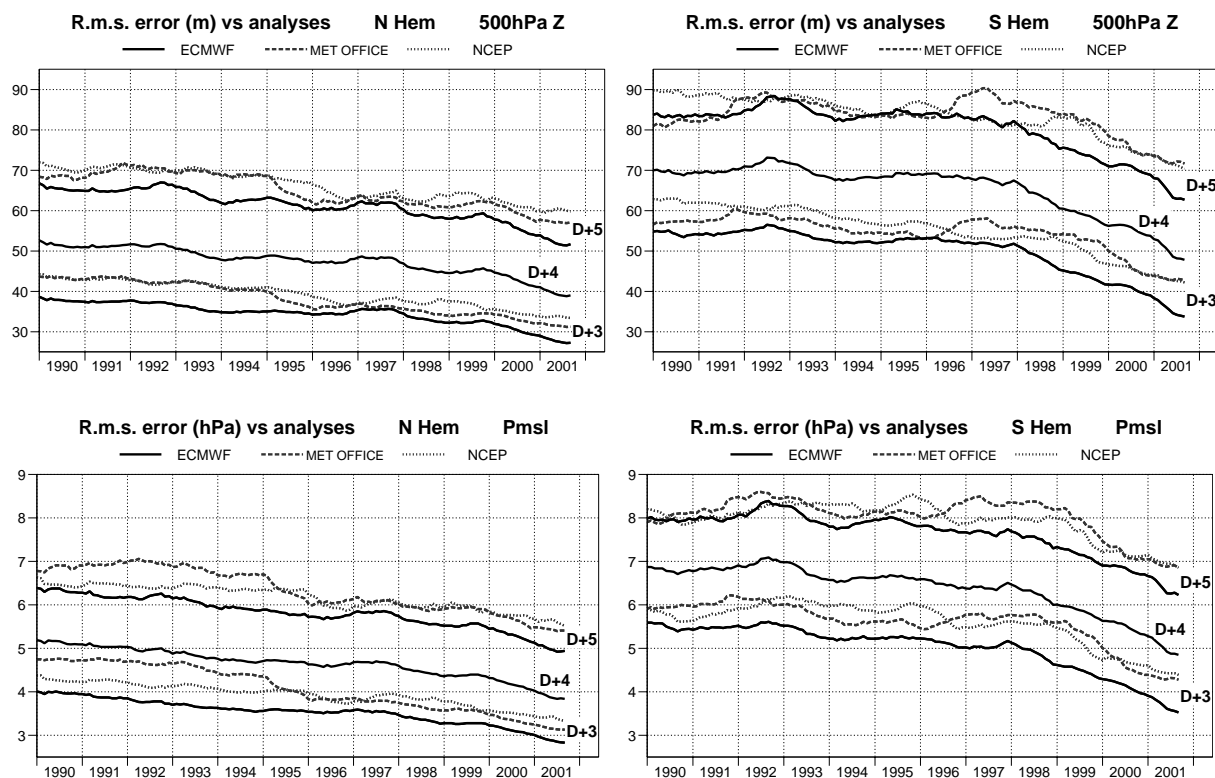 R.m.s. error (m) vs analyses N Hem 500hPa Z
ECMWF MET OFFICE NCEP
90
80
70
60
50
40
30
D+5
D+4
D+3
1990 1991 1992 1993 1994 1995 1996 1997 1998 1999 2000 2001
R.m.s. error (m) vs analyses S Hem 500hPa Z
ECMWF MET OFFICE NCEP
90
80
70
60
50
40
30
D+5
D+4
D+3
1990 1991 1992 1993 1994 1995 1996 1997 1998 1999 2000 2001
R.m.s. error (hPa) vs analyses N Hem Pmsl
ECMWF MET OFFICE NCEP
9
8
7
6
5
4
3
D+5
D+4
D+3
1990 1991 1992 1993 1994 1995 1996 1997 1998 1999 2000 2001
R.m.s. error (hPa) vs analyses S Hem Pmsl
ECMWF MET OFFICE NCEP
9
8
7
6
5
4
3
D+5
D+4
D+3
1990 1991 1992 1993 1994 1995 1996 1997 1998 1999 2000 2001